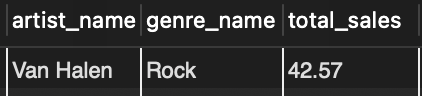 artist_name genre_name total_sales
Van Halen Rock 42.57